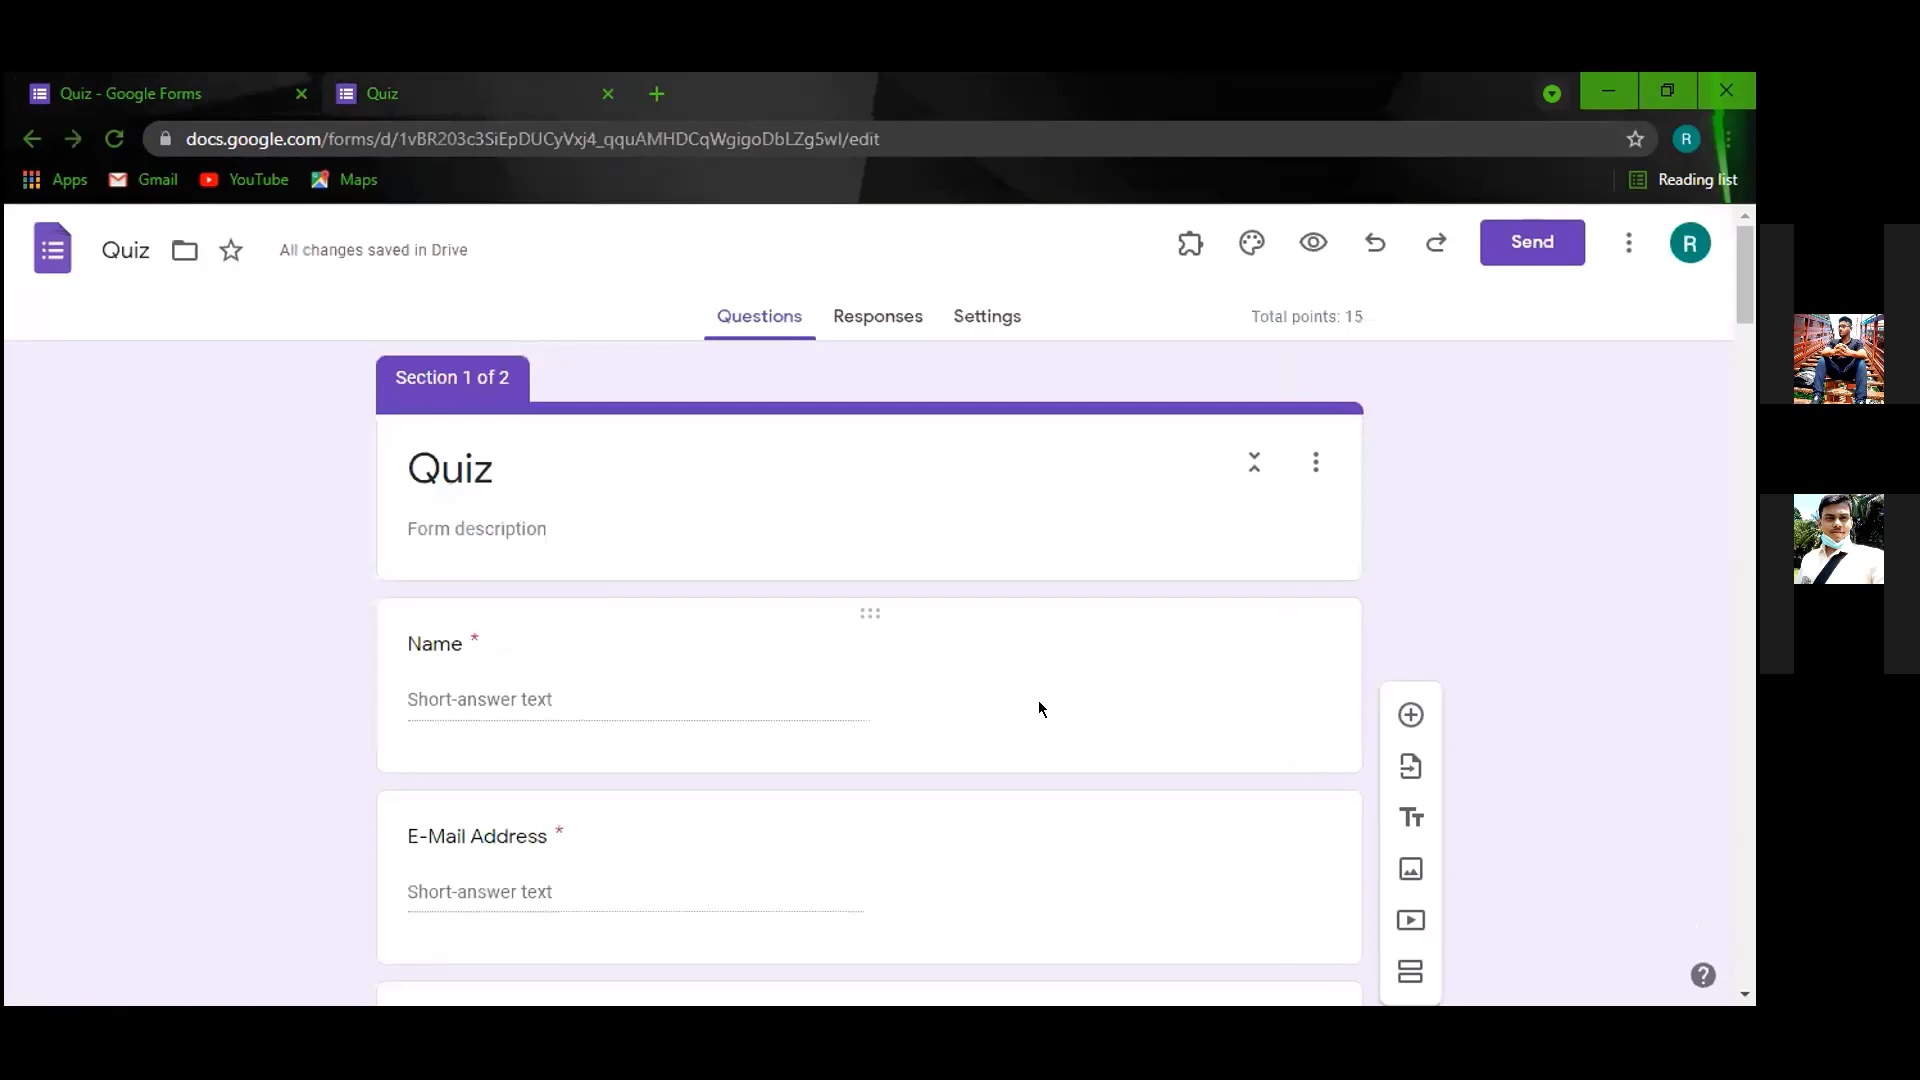 Quiz - Google Forms
Quiz
docs.google.com/forms/d/1vBR203c3SiEpDUCyVxj4_qquAMHDCqWgigoDbLZg5wI/edit
R
Apps
Gmail
YouTube
Maps
Reading list
Quiz
All changes saved in Drive
Send
R
Questions
Responses
Settings
Total points: 15
Section 1 of 2
Quiz
Form description
Name *
Short-answer text
E-Mail Address *
Short-answer text